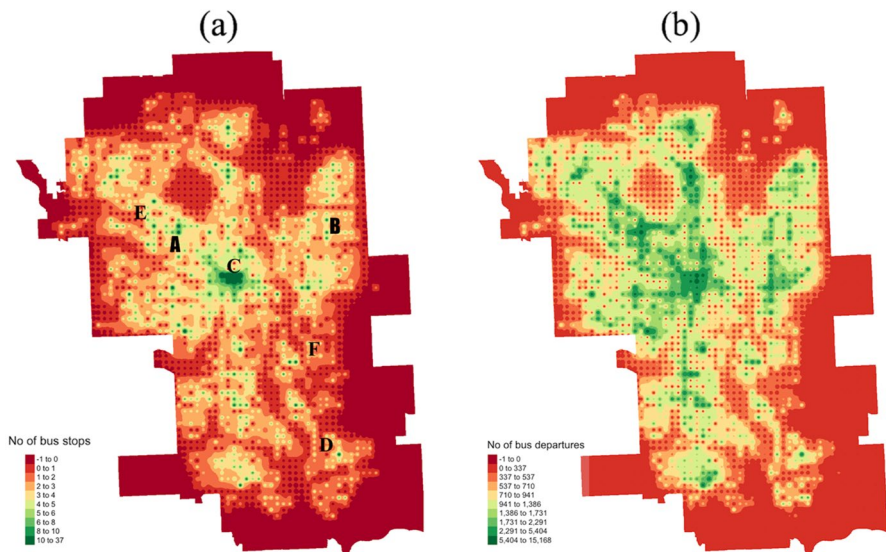 (a)
(b)
E
A
B
C
F
D
No of bus stops
-1 to 0
0 to 1
1 to 2
2 to 3
3 to 4
4 to 5
5 to 6
6 to 8
8 to 10
10 to 37
No of bus departures
-1 to 0
0 to 337
337 to 537
537 to 710
710 to 941
941 to 1,386
1,386 to 1,731
1,731 to 2,291
2,291 to 5,404
5,404 to 15,168